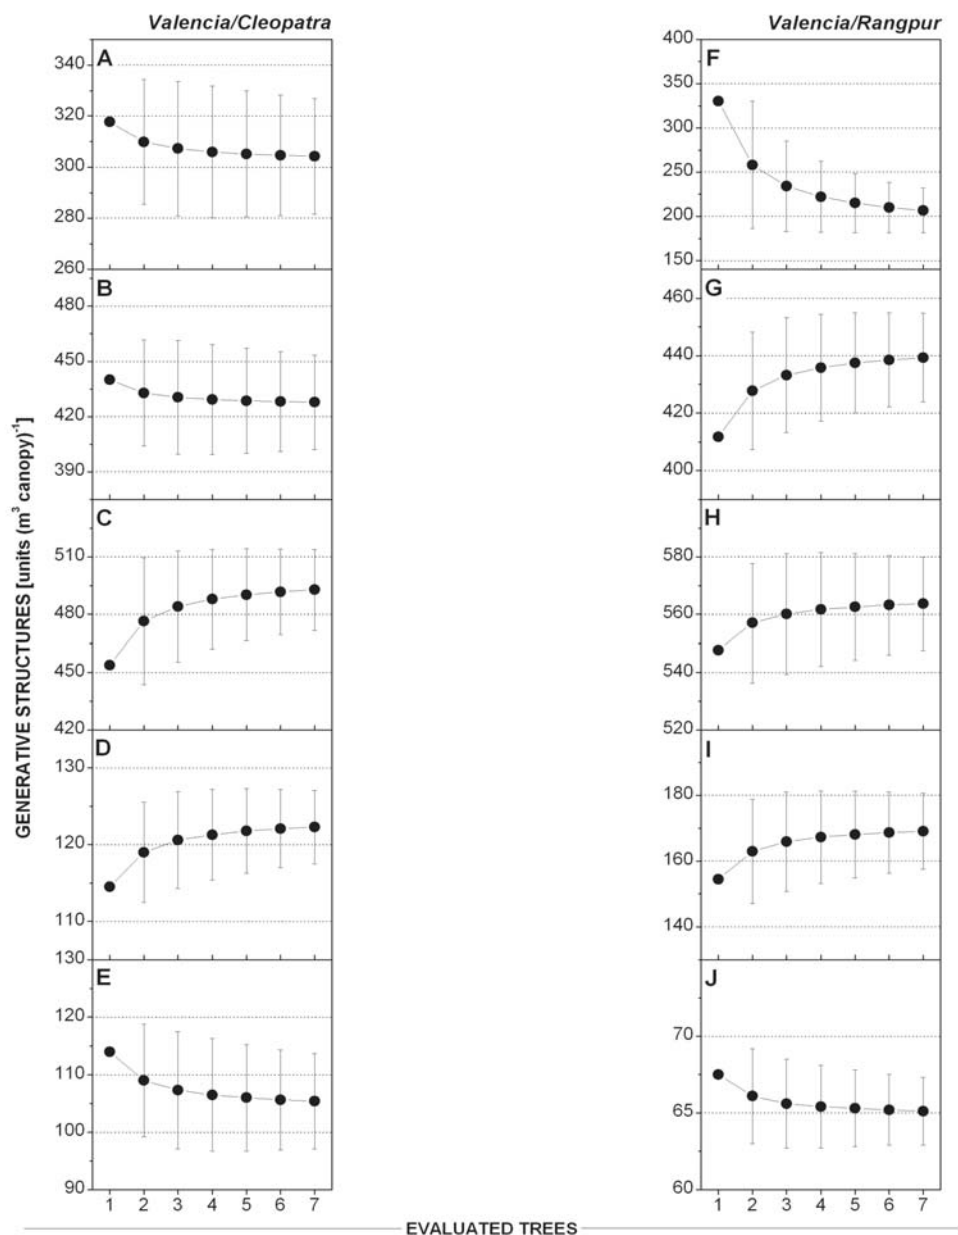 Valencia/Cleopatra
Valencia/Rangpur
GENERATIVE STRUCTURES [units (m³ canopy)⁻¹]
A
340
320
300
280
260
B
480
450
420
390
C
510
480
450
420
D
130
120
110
130
E
120
110
100
90
1 2 3 4 5 6 7
F
400
350
300
250
200
150
G
460
440
420
400
H
580
560
540
520
I
180
160
140
J
70
65
60
1 2 3 4 5 6 7
EVALUATED TREES